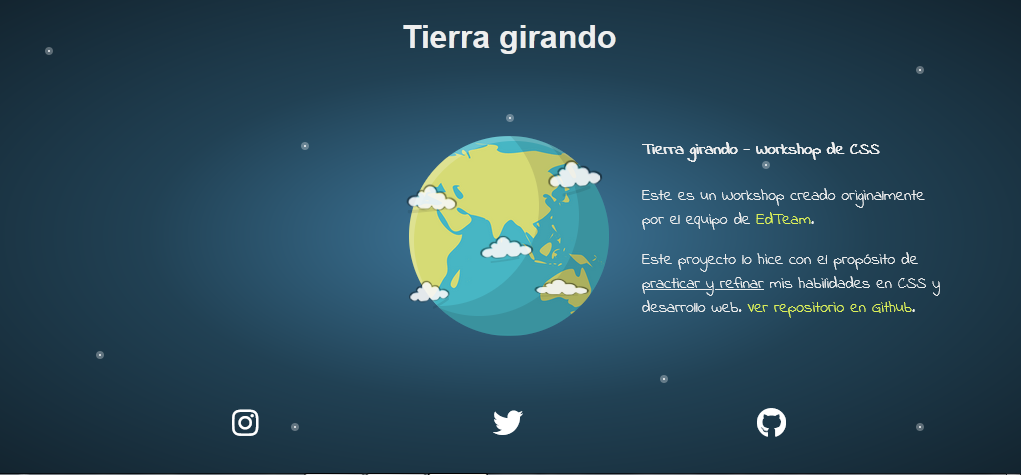 Tierra girando
Tierra girando - Workshop de CSS
Este es un Workshop creado originalmente
por el equipo de EdTeam.
Este proyecto lo hice con el propósito de
practicar y refinar mis habilidades en CSS y
desarrollo web. Ver repositorio en Github.